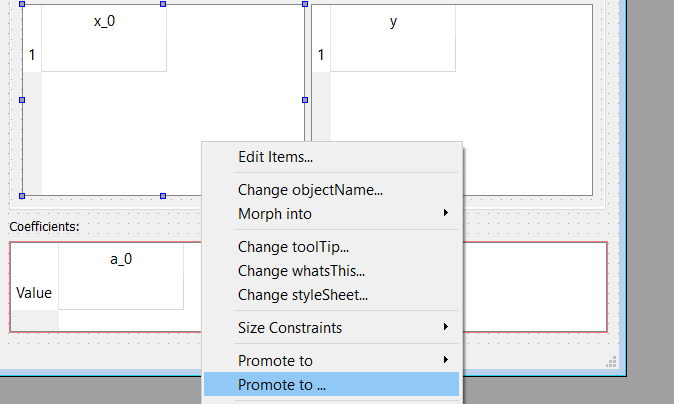 x_0
y
1
1
Edit Items...
Change objectName...
Morph into
Coefficients:
Change toolTip...
a_0
Change whatsThis...
Value
Change styleSheet...
Size Constraints
Promote to
Promote to ...